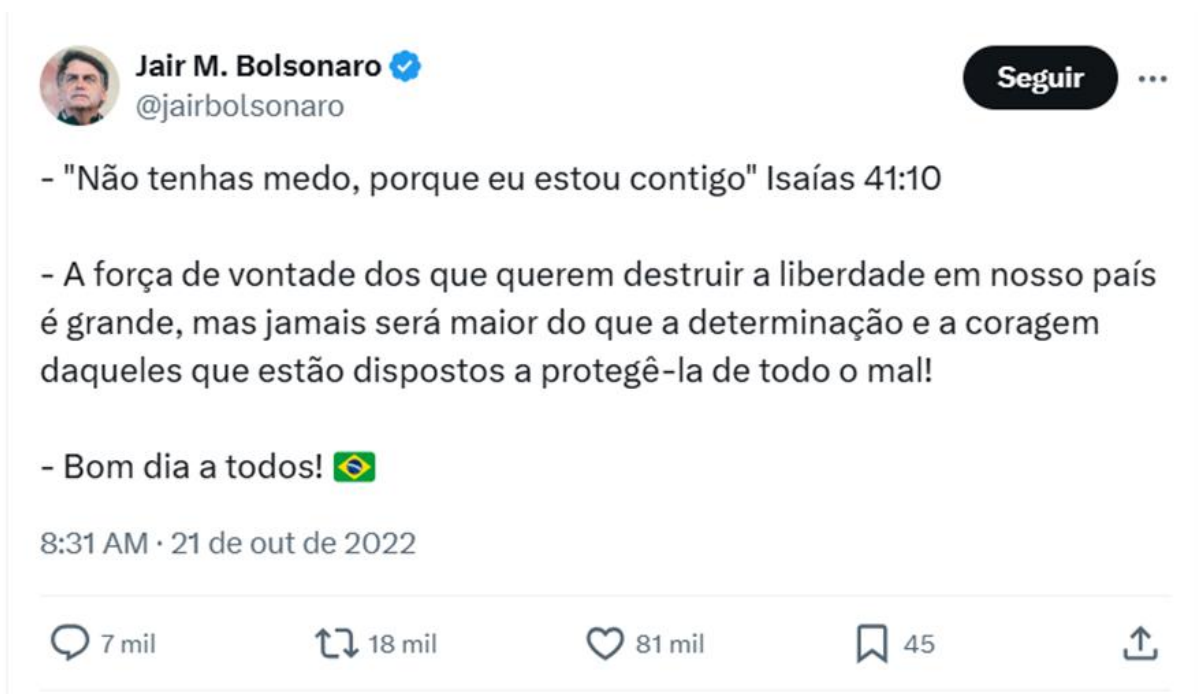 Jair M. Bolsonaro
Seguir
@jairbolsonaro
- "Não tenhas medo, porque eu estou contigo" Isaías 41:10
- A força de vontade dos que querem destruir a liberdade em nosso país
é grande, mas jamais será maior do que a determinação e a coragem
daqueles que estão dispostos a protegê-la de todo o mal!
- Bom dia a todos! 🇧🇷
8:31 AM · 21 de out de 2022
7 mil 18 mil 81 mil 45